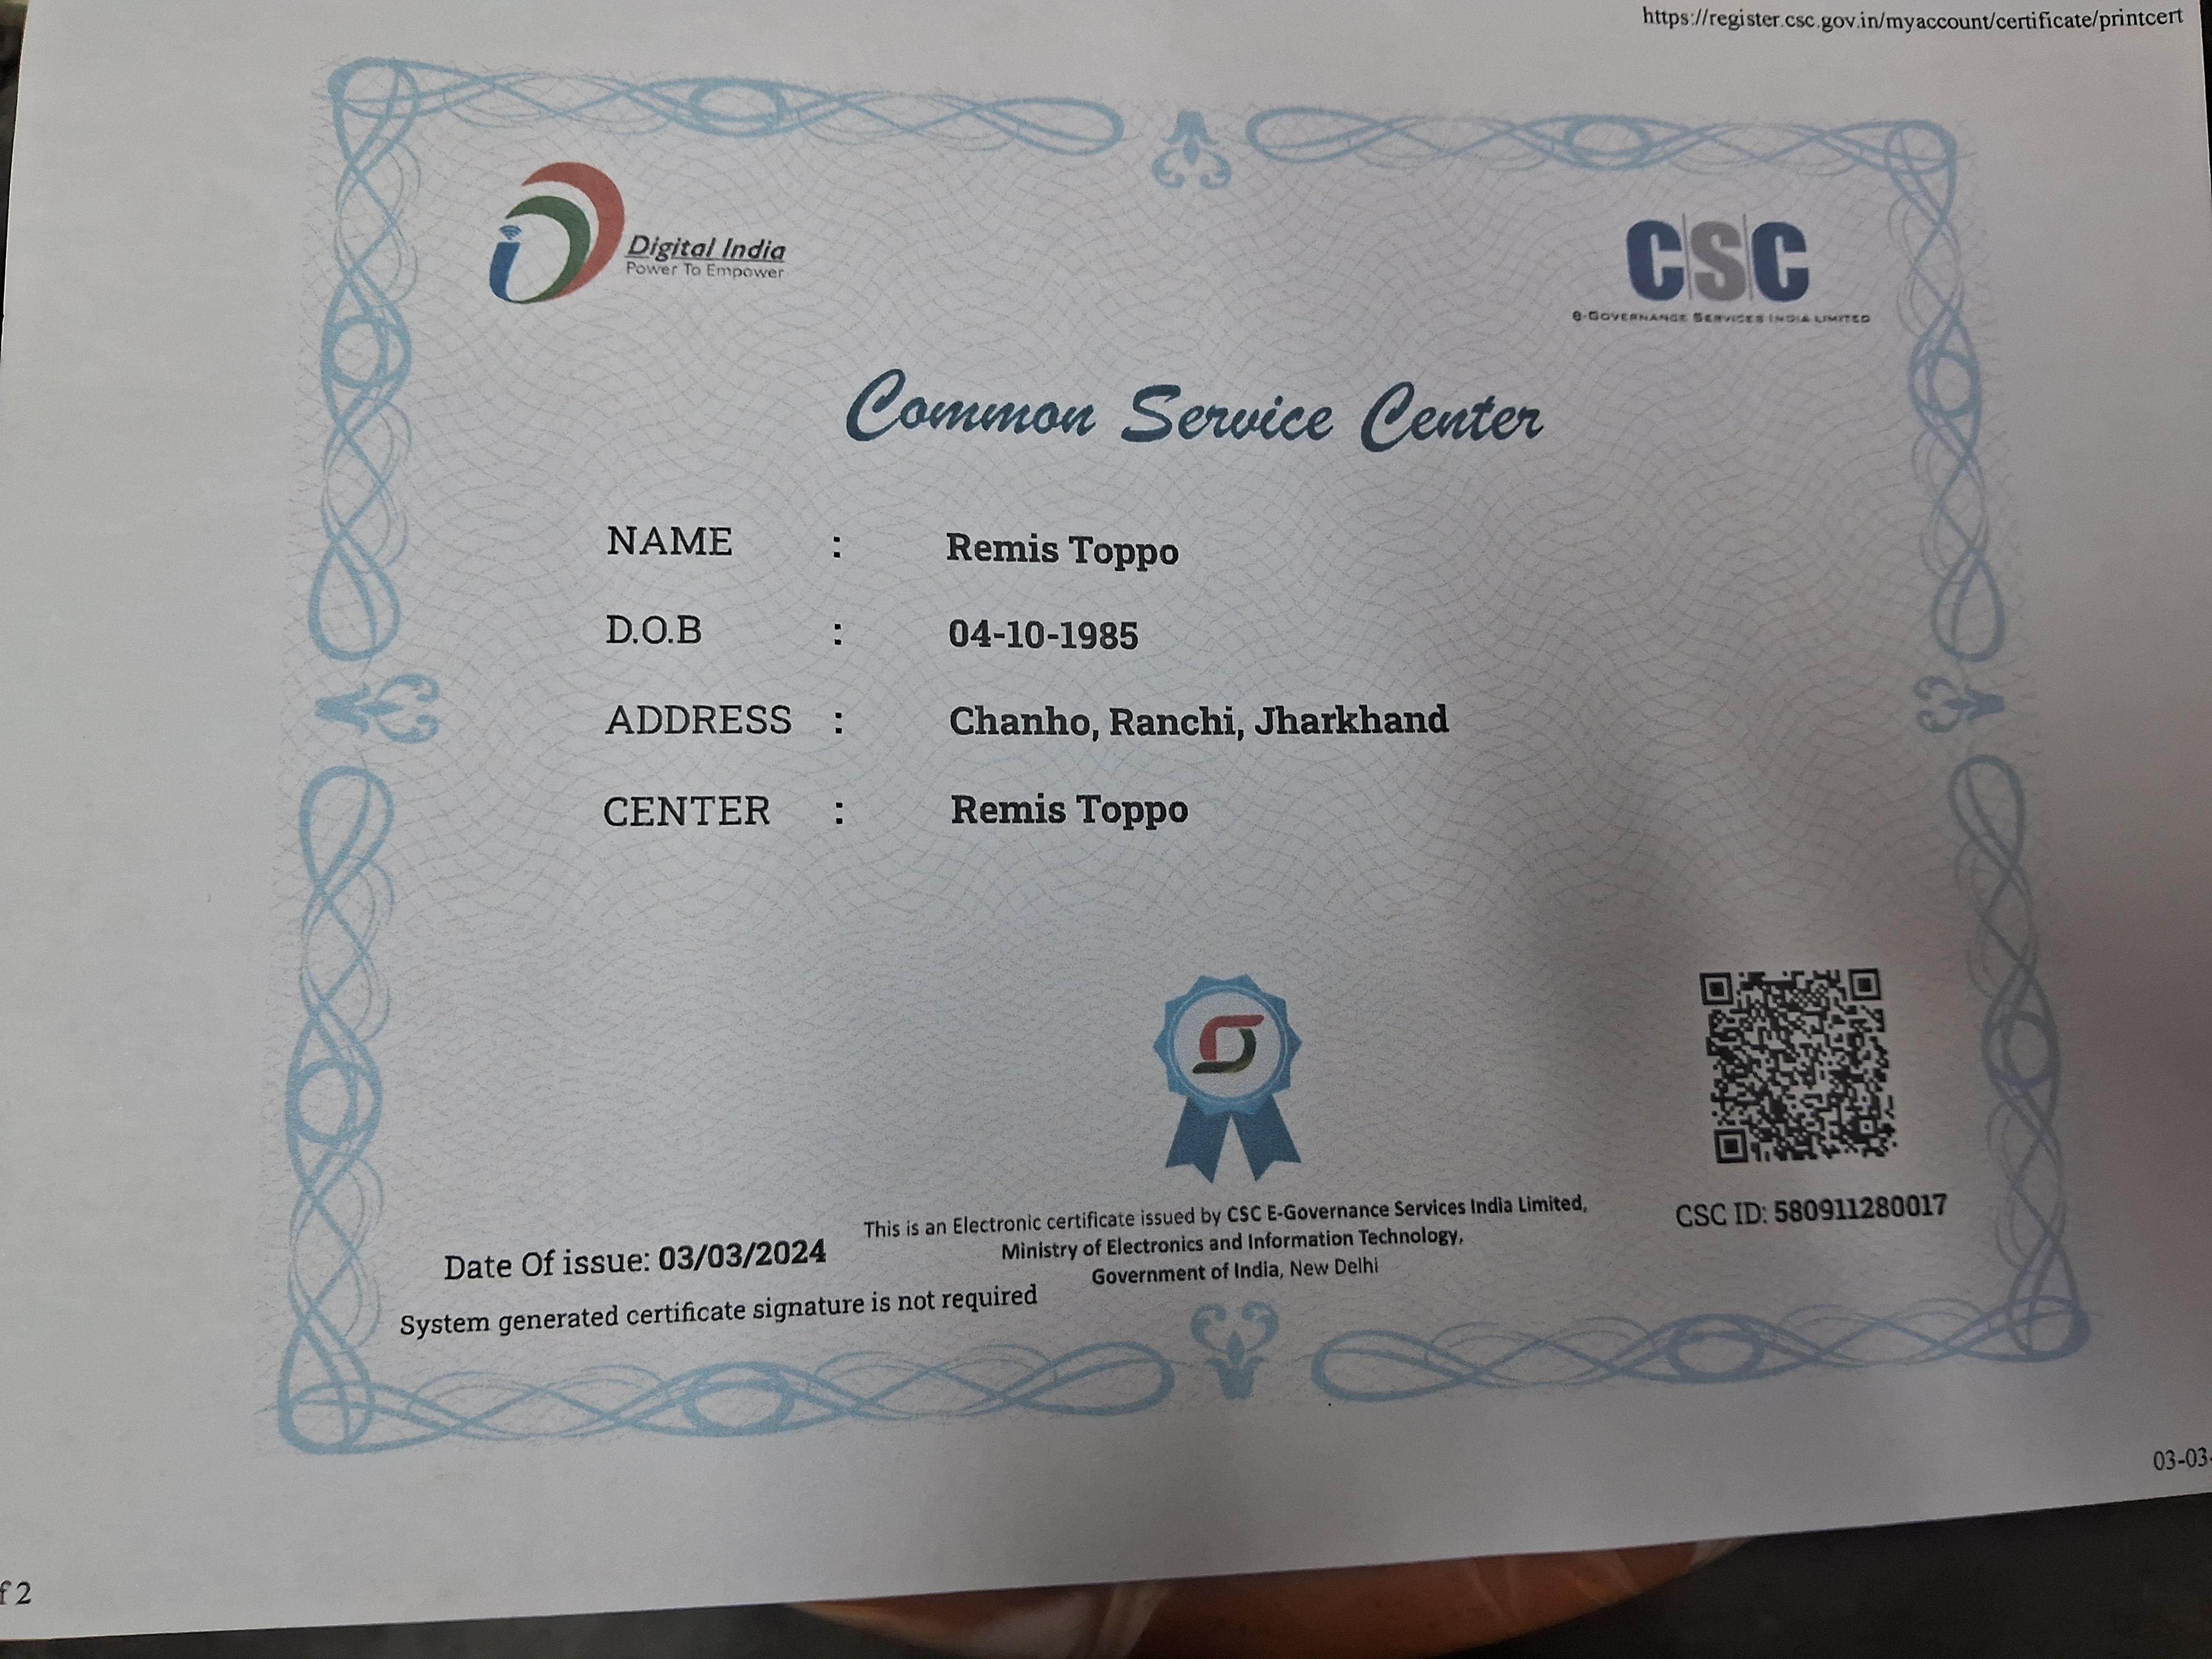 https://register.csc.gov.in/myaccount/certificate/printcert
Digital India
Power To Empower
CSC
e-Governance Services India Limited
Common Service Center
NAME : Remis Toppo
D.O.B : 04-10-1985
ADDRESS : Chanho, Ranchi, Jharkhand
CENTER : Remis Toppo
This is an Electronic certificate issued by CSC E-Governance Services India Limited,
Ministry of Electronics and Information Technology,
Government of India, New Delhi
CSC ID: 580911280017
Date Of issue: 03/03/2024
System generated certificate signature is not required
03-03-
f 2